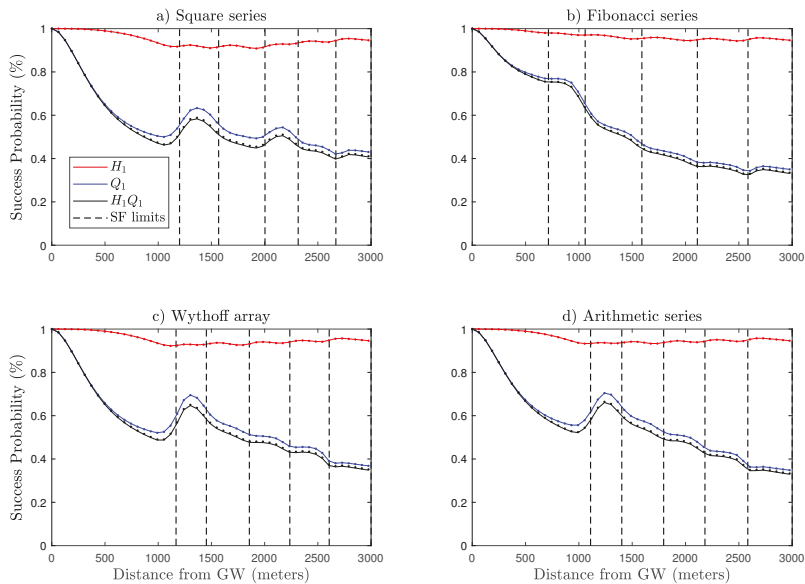 a) Square series
b) Fibonacci series
Success Probability (%)
1
0.8
0.6
0.4
0.2
0
H₁
Q₁
H₁Q₁
SF limits
0 500 1000 1500 2000 2500 3000
1
0.8
0.6
0.4
0.2
0
0 500 1000 1500 2000 2500 3000
c) Wythoff array
d) Arithmetic series
Success Probability (%)
1
0.8
0.6
0.4
0.2
0
0 500 1000 1500 2000 2500 3000
Distance from GW (meters)
1
0.8
0.6
0.4
0.2
0
0 500 1000 1500 2000 2500 3000
Distance from GW (meters)